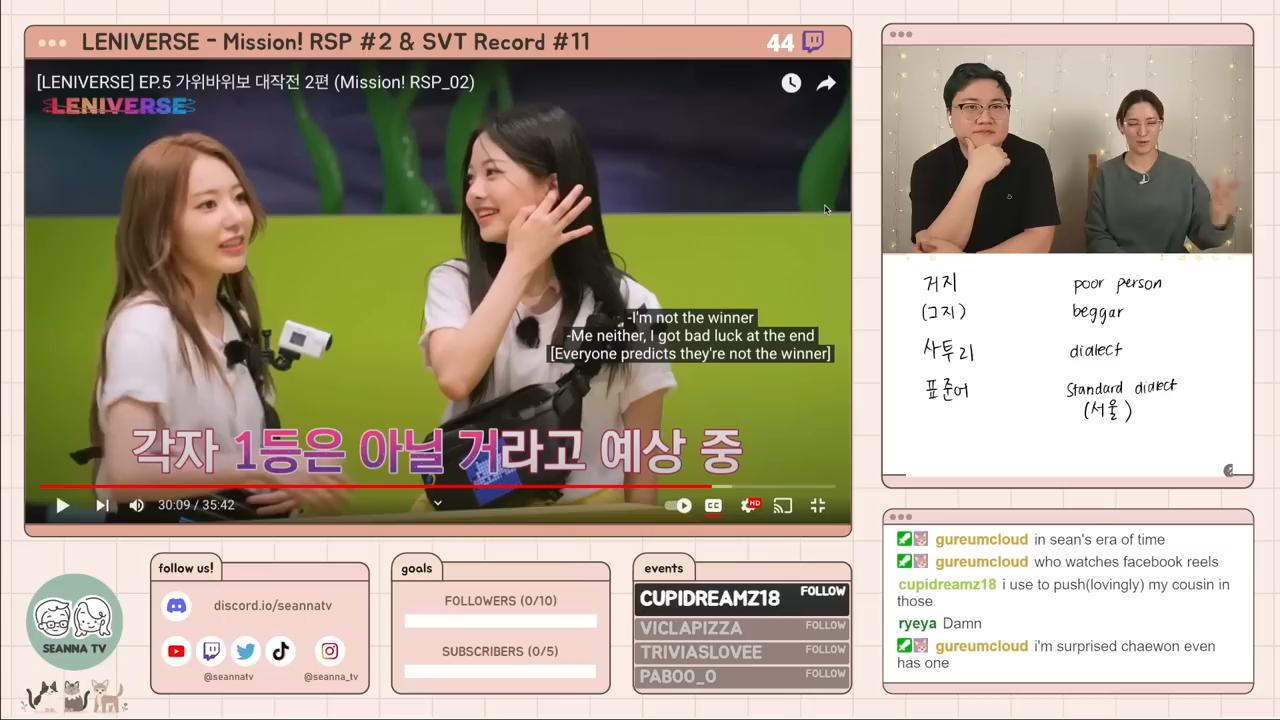 LENIVERSE - Mission! RSP #2 & SVT Record #11
44
[LENIVERSE] EP.5 가위바위보 대작전 2편 (Mission! RSP_02)
LENIVERSE
-I'm not the winner
-Me neither, I got bad luck at the end
[Everyone predicts they're not the winner]
각자 1등은 아닐 거라고 예상 중
30:09 / 35:42
CC
HD
거지 poor person
(그지) beggar
사투리 dialect
표준어 Standard dialect
(서울)
gureumcloud in sean's era of time
gureumcloud who watches facebook reels
cupidreamz18 i use to push(lovingly) my cousin in
those
ryeya Damn
gureumcloud i'm surprised chaewon even
has one
SEANNA TV
follow us!
discord.io/seannatv
@seannatv
@seanna_tv
goals
FOLLOWERS (0/10)
SUBSCRIBERS (0/5)
events
CUPIDREAMZ18 FOLLOW
VICLAPIZZA FOLLOW
TRIVIASLOVEE FOLLOW
PABOO_O FOLLOW